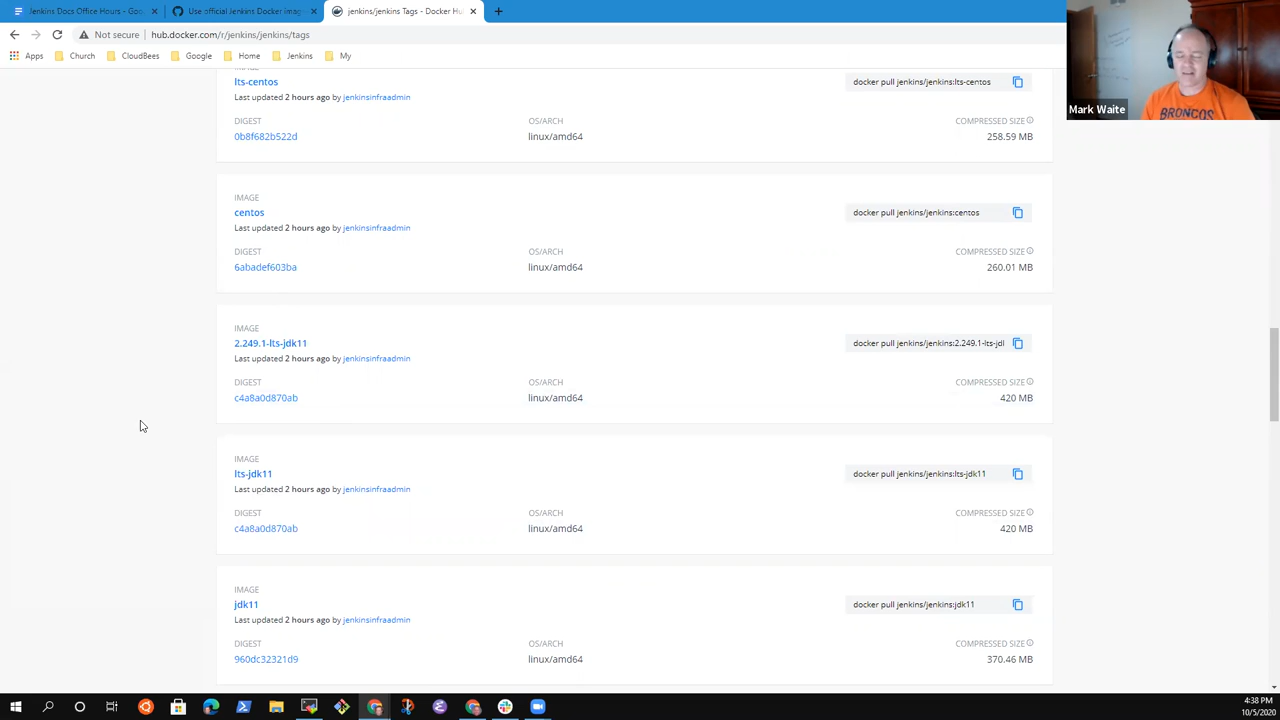 Jenkins Docs Office Hours - Goo
Use official Jenkins Docker imag
jenkins/jenkins Tags - Docker Hu
Not secure
hub.docker.com/r/jenkins/jenkins/tags
Apps
Church
CloudBees
Google
Home
Jenkins
My
Mark Waite
BRONCOS
lts-centos
docker pull jenkins/jenkins:lts-centos
Last updated 2 hours ago by jenkinsinfraadmin
DIGEST
OS/ARCH
COMPRESSED SIZE
0b8f682b522d
linux/amd64
258.59 MB
IMAGE
centos
docker pull jenkins/jenkins:centos
Last updated 2 hours ago by jenkinsinfraadmin
DIGEST
OS/ARCH
COMPRESSED SIZE
6abadef603ba
linux/amd64
260.01 MB
IMAGE
2.249.1-lts-jdk11
docker pull jenkins/jenkins:2.249.1-lts-jdl
Last updated 2 hours ago by jenkinsinfraadmin
DIGEST
OS/ARCH
COMPRESSED SIZE
c4a8a0d870ab
linux/amd64
420 MB
IMAGE
lts-jdk11
docker pull jenkins/jenkins:lts-jdk11
Last updated 2 hours ago by jenkinsinfraadmin
DIGEST
OS/ARCH
COMPRESSED SIZE
c4a8a0d870ab
linux/amd64
420 MB
IMAGE
jdk11
docker pull jenkins/jenkins:jdk11
Last updated 2 hours ago by jenkinsinfraadmin
DIGEST
OS/ARCH
COMPRESSED SIZE
960dc32321d9
linux/amd64
370.46 MB
4:38 PM
10/5/2020